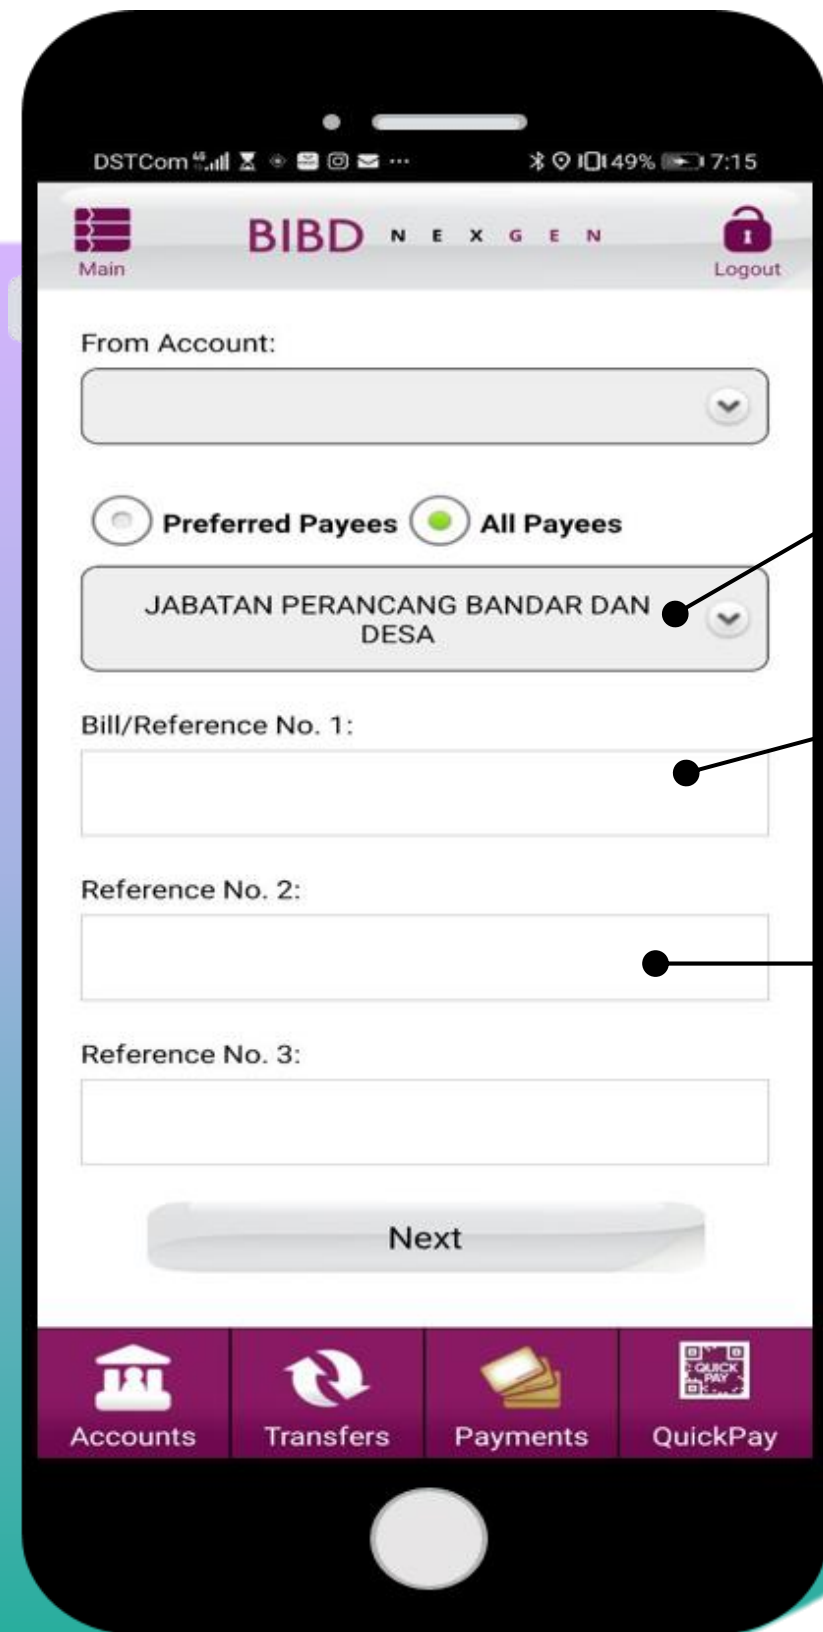 DSTCom 4G 49% 7:15
BIBD NEXGEN
Main
Logout
From Account:
Preferred Payees All Payees
JABATAN PERANCANG BANDAR DAN
DESA
Bill/Reference No. 1:
Reference No. 2:
Reference No. 3:
Next
QUICK
PAY
Accounts Transfers Payments QuickPay